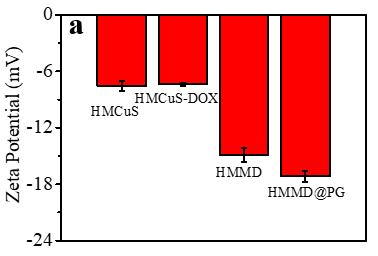 a
Zeta Potential (mV)
-0
-6
-12
-18
-24
HMCuS
HMCuS-DOX
HMMD
HMMD@PG